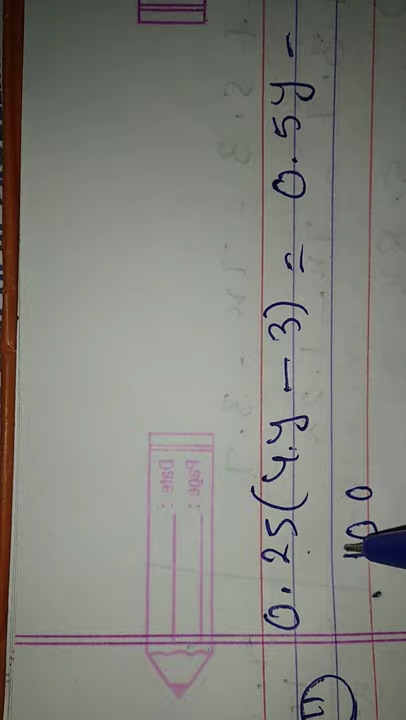 Page :
Date :
0.25(4y - 3) = 0.5y -
100